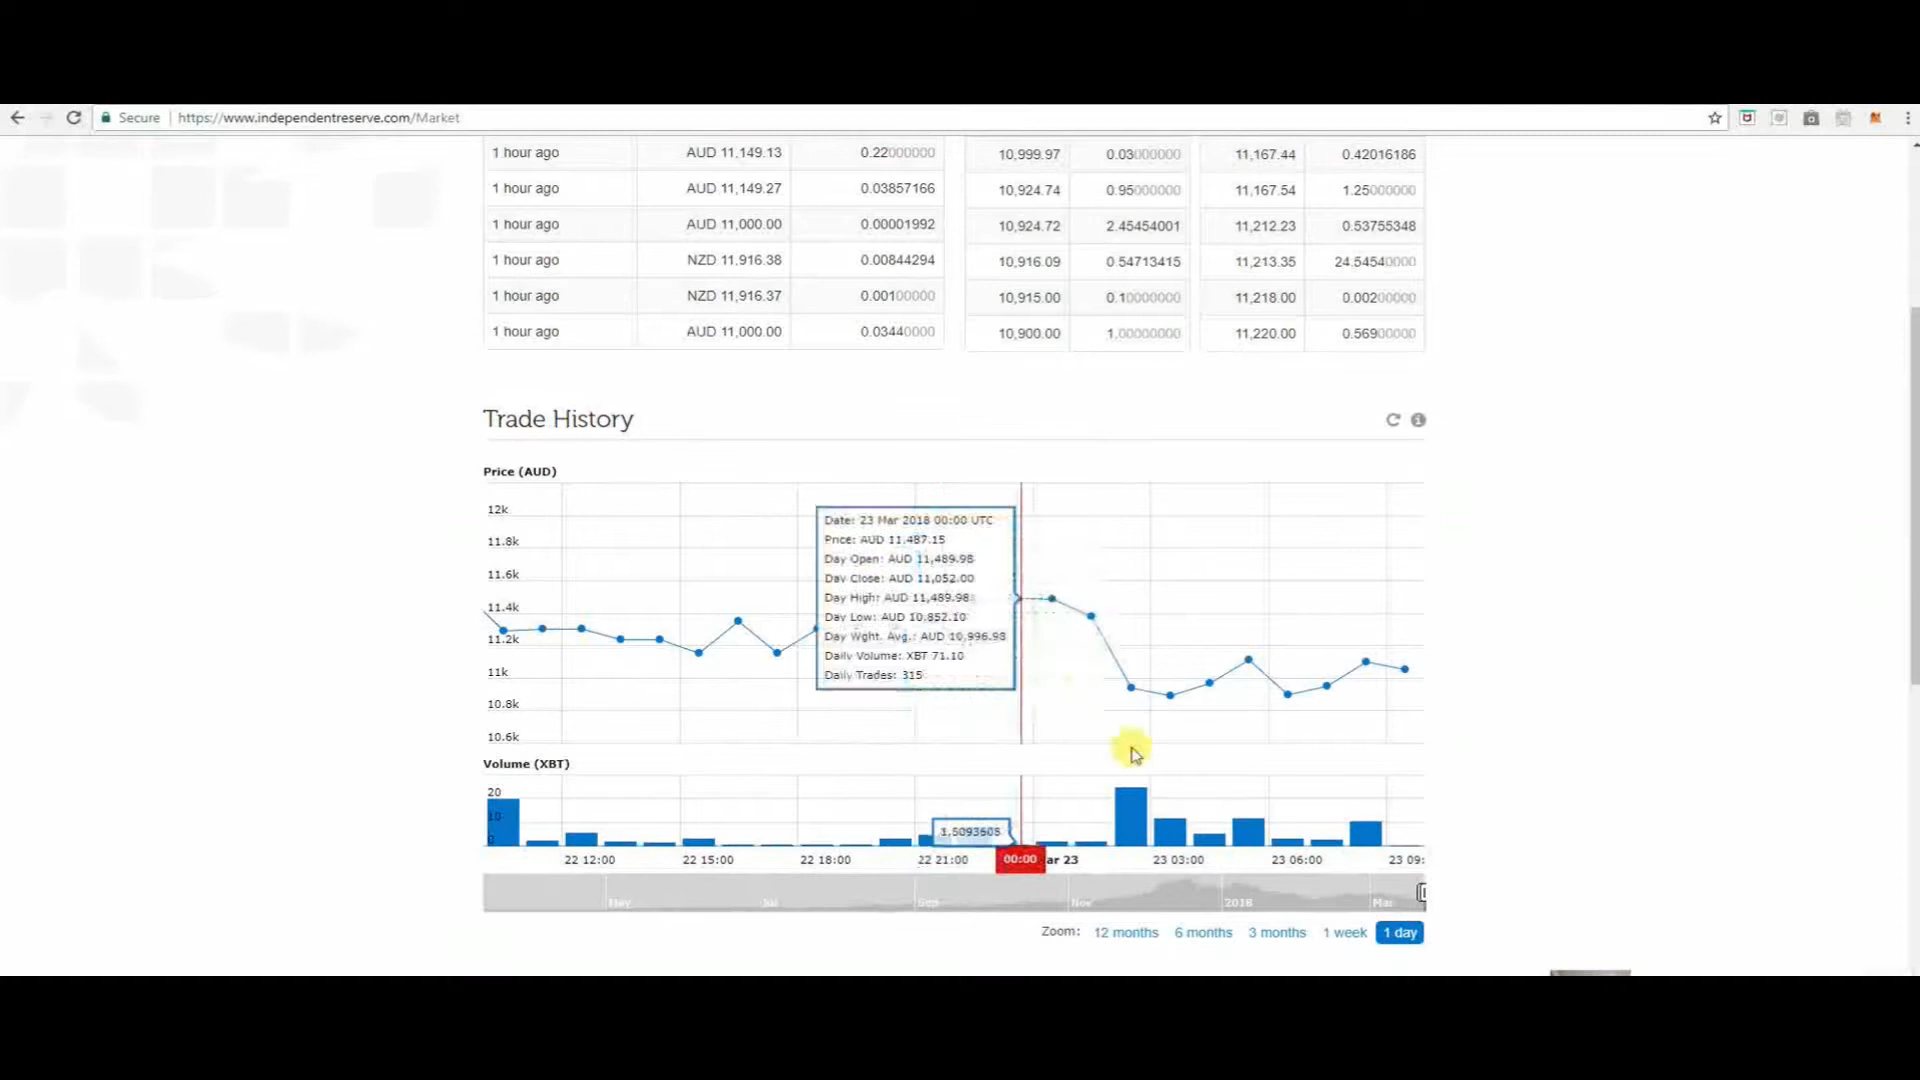 Secure https://www.independentreserve.com/Market
1 hour ago AUD 11,149.13 0.22000000 10,999.97 0.03000000 11,167.44 0.42016186
1 hour ago AUD 11,149.27 0.03857166 10,924.74 0.95000000 11,167.54 1.25000000
1 hour ago AUD 11,000.00 0.00001992 10,924.72 2.45454001 11,212.23 0.53755348
1 hour ago NZD 11,916.38 0.00844294 10,916.09 0.54713415 11,213.35 24.54540000
1 hour ago NZD 11,916.37 0.00100000 10,915.00 0.10000000 11,218.00 0.00200000
1 hour ago AUD 11,000.00 0.03440000 10,900.00 1.00000000 11,220.00 0.56900000
Trade History
Price (AUD)
12k
11.8k
11.6k
11.4k
11.2k
11k
10.8k
10.6k
Date: 23 Mar 2018 00:00 UTC
Price: AUD 11,487.15
Day Open: AUD 11,489.98
Day Close: AUD 11,052.00
Day High: AUD 11,489.98
Day Low: AUD 10,852.10
Day Wght. Avg.: AUD 10,996.98
Daily Volume: XBT 71.10
Daily Trades: 315
Volume (XBT)
20
10
0
1.5093605
22 12:00 22 15:00 22 18:00 22 21:00 00:00 ar 23 23 03:00 23 06:00 23 09:
May Jul Sep Nov 2018 Mar
Zoom: 12 months 6 months 3 months 1 week 1 day